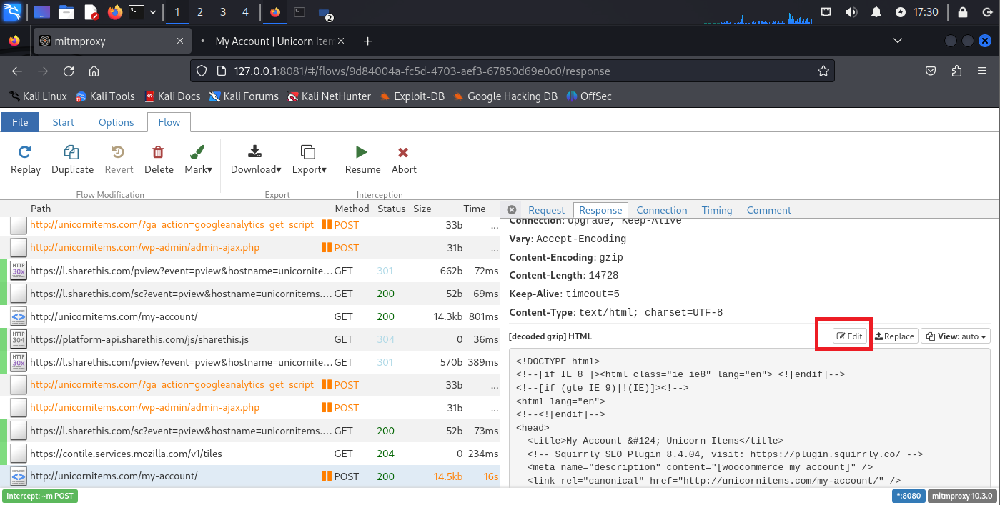 1 2 3 4 2 17:30
mitmproxy My Account | Unicorn Item
127.0.0.1:8081/#/flows/9d84004a-fc5d-4703-aef3-67850d69e0c0/response
Kali Linux Kali Tools Kali Docs Kali Forums Kali NetHunter Exploit-DB Google Hacking DB OffSec
File Start Options Flow
Replay Duplicate Revert Delete Mark▾ Download▾ Export▾ Resume Abort
Flow Modification Export Interception
Path Method Status Size Time
http://unicornitems.com/?ga_action=googleanalytics_get_script POST 33b ...
http://unicornitems.com/wp-admin/admin-ajax.php POST 31b ...
HTTP 30x https://l.sharethis.com/pview?event=pview&hostname=unicornite... GET 301 662b 72ms
https://l.sharethis.com/sc?event=pview&hostname=unicornitems.... GET 200 52b 69ms
<> http://unicornitems.com/my-account/ GET 200 14.3kb 801ms
HTTP 304 https://platform-api.sharethis.com/js/sharethis.js GET 304 0 36ms
HTTP 30x https://l.sharethis.com/pview?event=pview&hostname=unicornite... GET 301 570b 389ms
http://unicornitems.com/?ga_action=googleanalytics_get_script POST 33b ...
http://unicornitems.com/wp-admin/admin-ajax.php POST 31b ...
https://l.sharethis.com/sc?event=pview&hostname=unicornitems.... GET 200 52b 73ms
https://contile.services.mozilla.com/v1/tiles GET 204 0 234ms
<> http://unicornitems.com/my-account/ POST 200 14.5kb 16s
Request Response Connection Timing Comment
Connection: Upgrade, Keep-Alive
Vary: Accept-Encoding
Content-Encoding: gzip
Content-Length: 14728
Keep-Alive: timeout=5
Content-Type: text/html; charset=UTF-8
[decoded gzip] HTML Edit Replace View: auto
<!DOCTYPE html>
<!--[if IE 8 ]><html class="ie ie8" lang="en"> <![endif]-->
<!--[if (gte IE 9)|!(IE)]><!-->
<html lang="en">
<!--<![endif]-->
<head>
<title>My Account &#124; Unicorn Items</title>
<!-- Squirrly SEO Plugin 8.4.04, visit: https://plugin.squirrly.co/ -->
<meta name="description" content="[woocommerce_my_account]" />
<link rel="canonical" href="http://unicornitems.com/my-account/" />
Intercept: ~m POST *:8080 mitmproxy 10.3.0